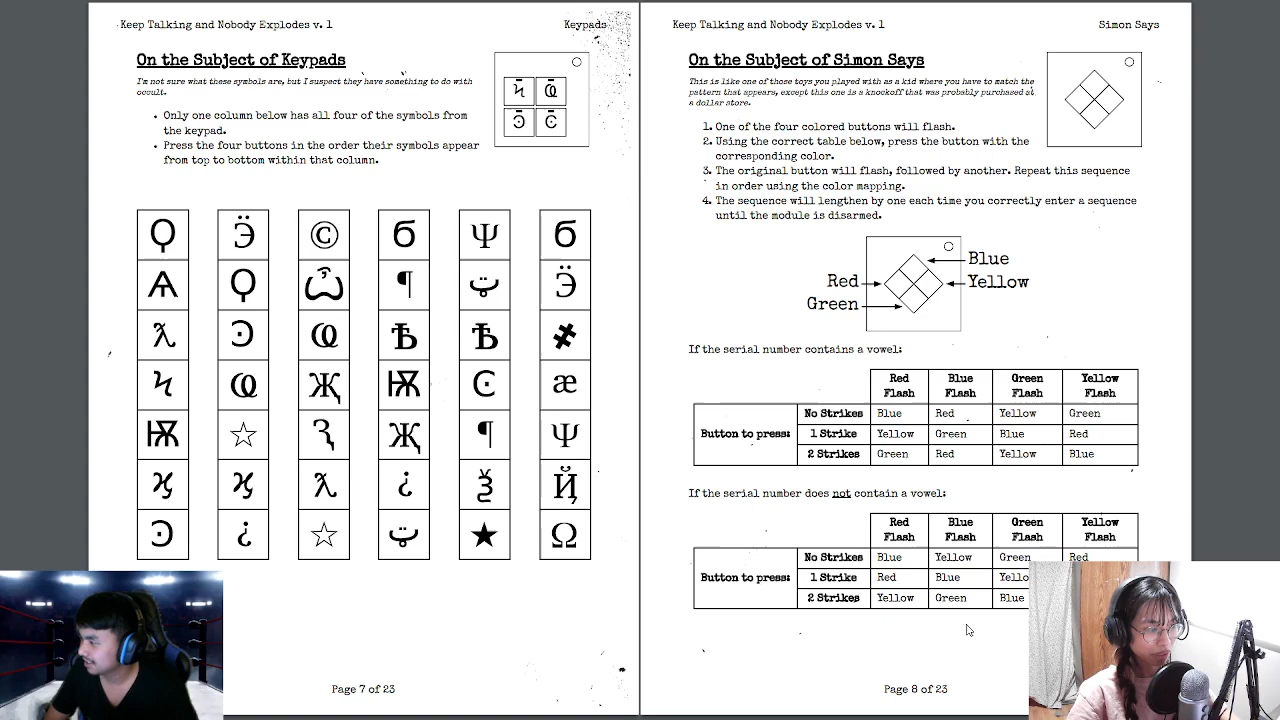 Keep Talking and Nobody Explodes v. 1
Keypads
On the Subject of Keypads
I'm not sure what these symbols are, but I suspect they have something to do with
occult.
• Only one column below has all four of the symbols from
the keypad.
• Press the four buttons in the order their symbols appear
from top to bottom within that column.
Ϙ Ӭ © б Ψ б
Ѧ Ϙ Ѽ ¶ ټ Ӭ
ƛ Ͽ Ҩ Ѣ Ѣ ҂
Ϟ Ҩ Җ Ѭ Ͼ æ
Ѭ ☆ Ԇ Җ ¶ Ψ
ϗ ϗ ƛ ¿ Ѯ Ҋ
Ͽ ¿ ☆ ټ ★ Ω
Page 7 of 23
Keep Talking and Nobody Explodes v. 1
Simon Says
On the Subject of Simon Says
This is like one of those toys you played with as a kid where you have to match the
pattern that appears, except this one is a knockoff that was probably purchased at
a dollar store.
1. One of the four colored buttons will flash.
2. Using the correct table below, press the button with the
corresponding color.
3. The original button will flash, followed by another. Repeat this sequence
in order using the color mapping.
4. The sequence will lengthen by one each time you correctly enter a sequence
until the module is disarmed.
Blue
Red
Yellow
Green
If the serial number contains a vowel:
Red Flash Blue Flash Green Flash Yellow Flash
Button to press:
No Strikes Blue Red Yellow Green
1 Strike Yellow Green Blue Red
2 Strikes Green Red Yellow Blue
If the serial number does not contain a vowel:
Red Flash Blue Flash Green Flash Yellow Flash
Button to press:
No Strikes Blue Yellow Green Red
1 Strike Red Blue Yello
2 Strikes Yellow Green Blue
Page 8 of 23